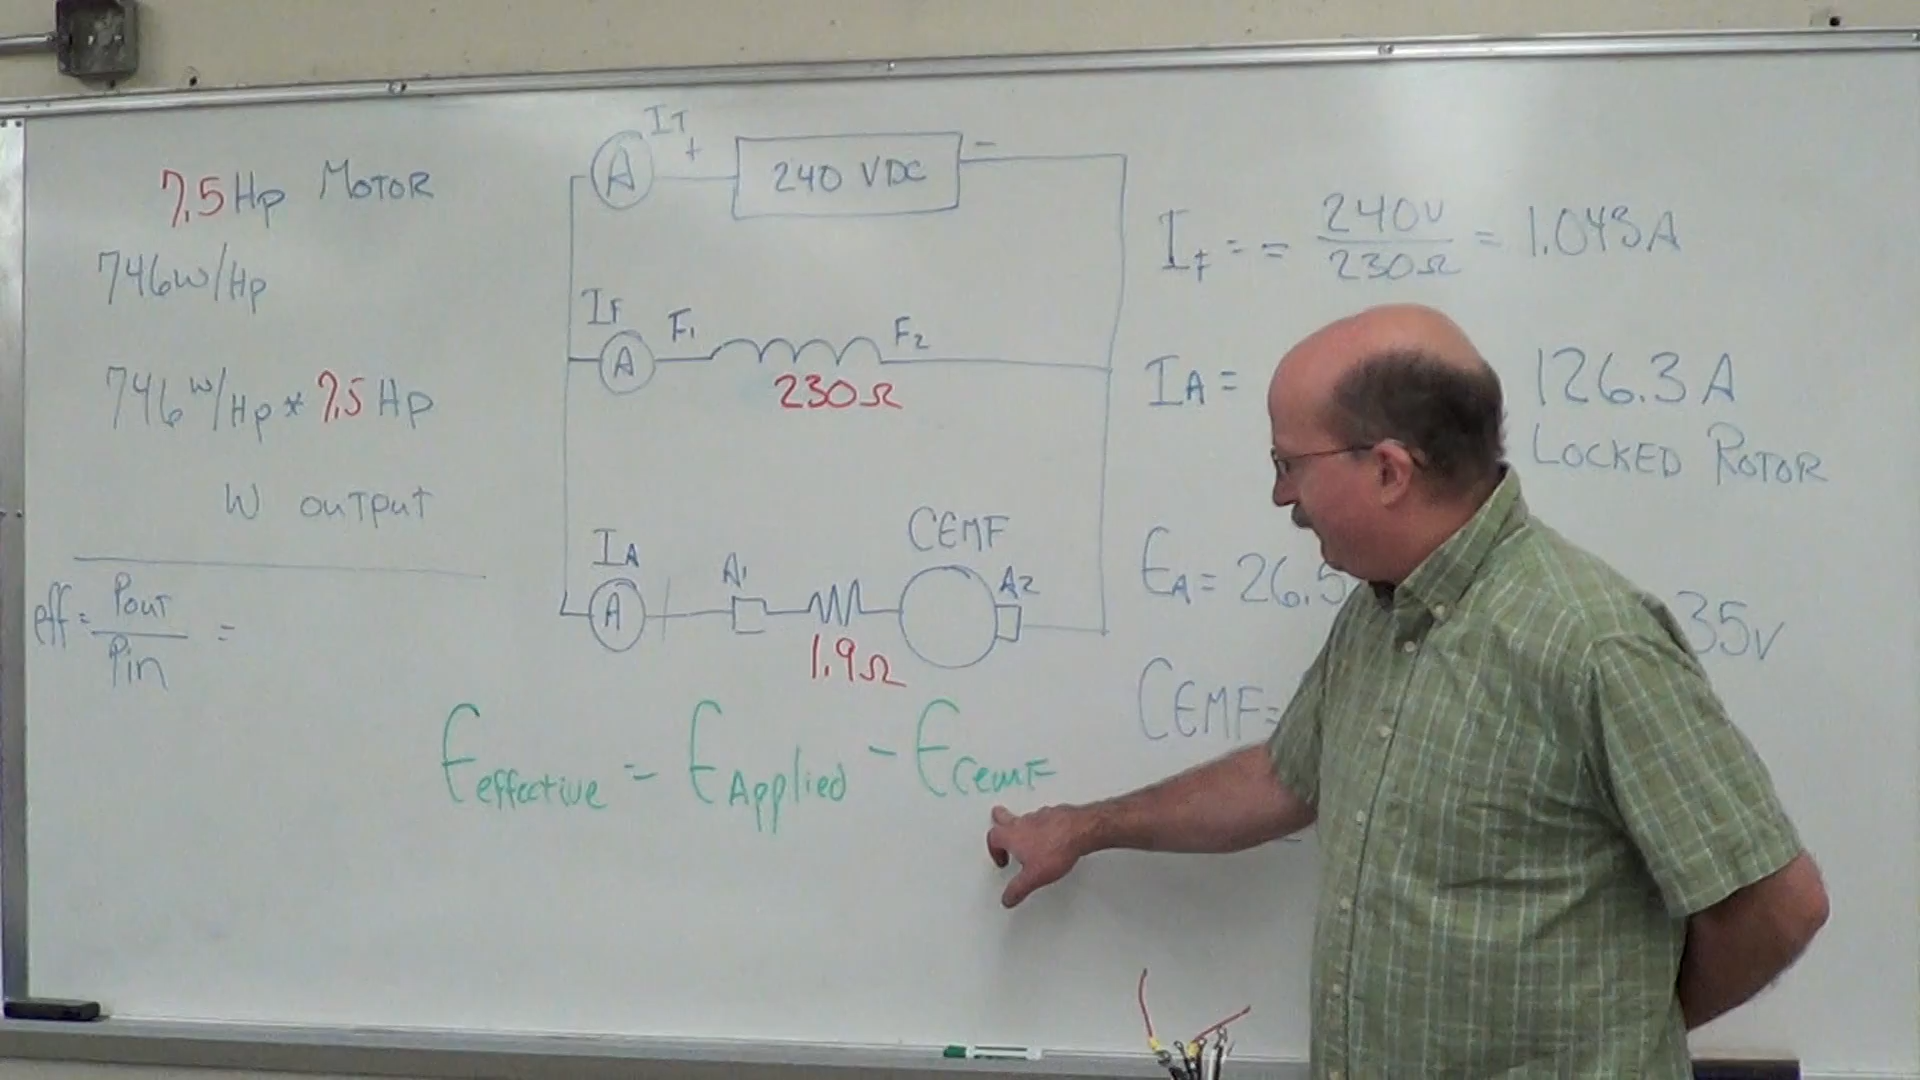 7.5 Hp MOTOR
746 W/Hp
746 W/Hp * 7.5 Hp
W OUTPUT
eff = Pout / Pin =
IT
A + 240 VDC -
IF
A F1 F2
230Ω
CEMF
IA
A A1 A2
1.9Ω
Eeffective = EApplied - ECEMF
If = = 240V / 230Ω = 1.043A
IA = 126.3 A
LOCKED ROTOR
EA = 26.5 35V
CEMF=